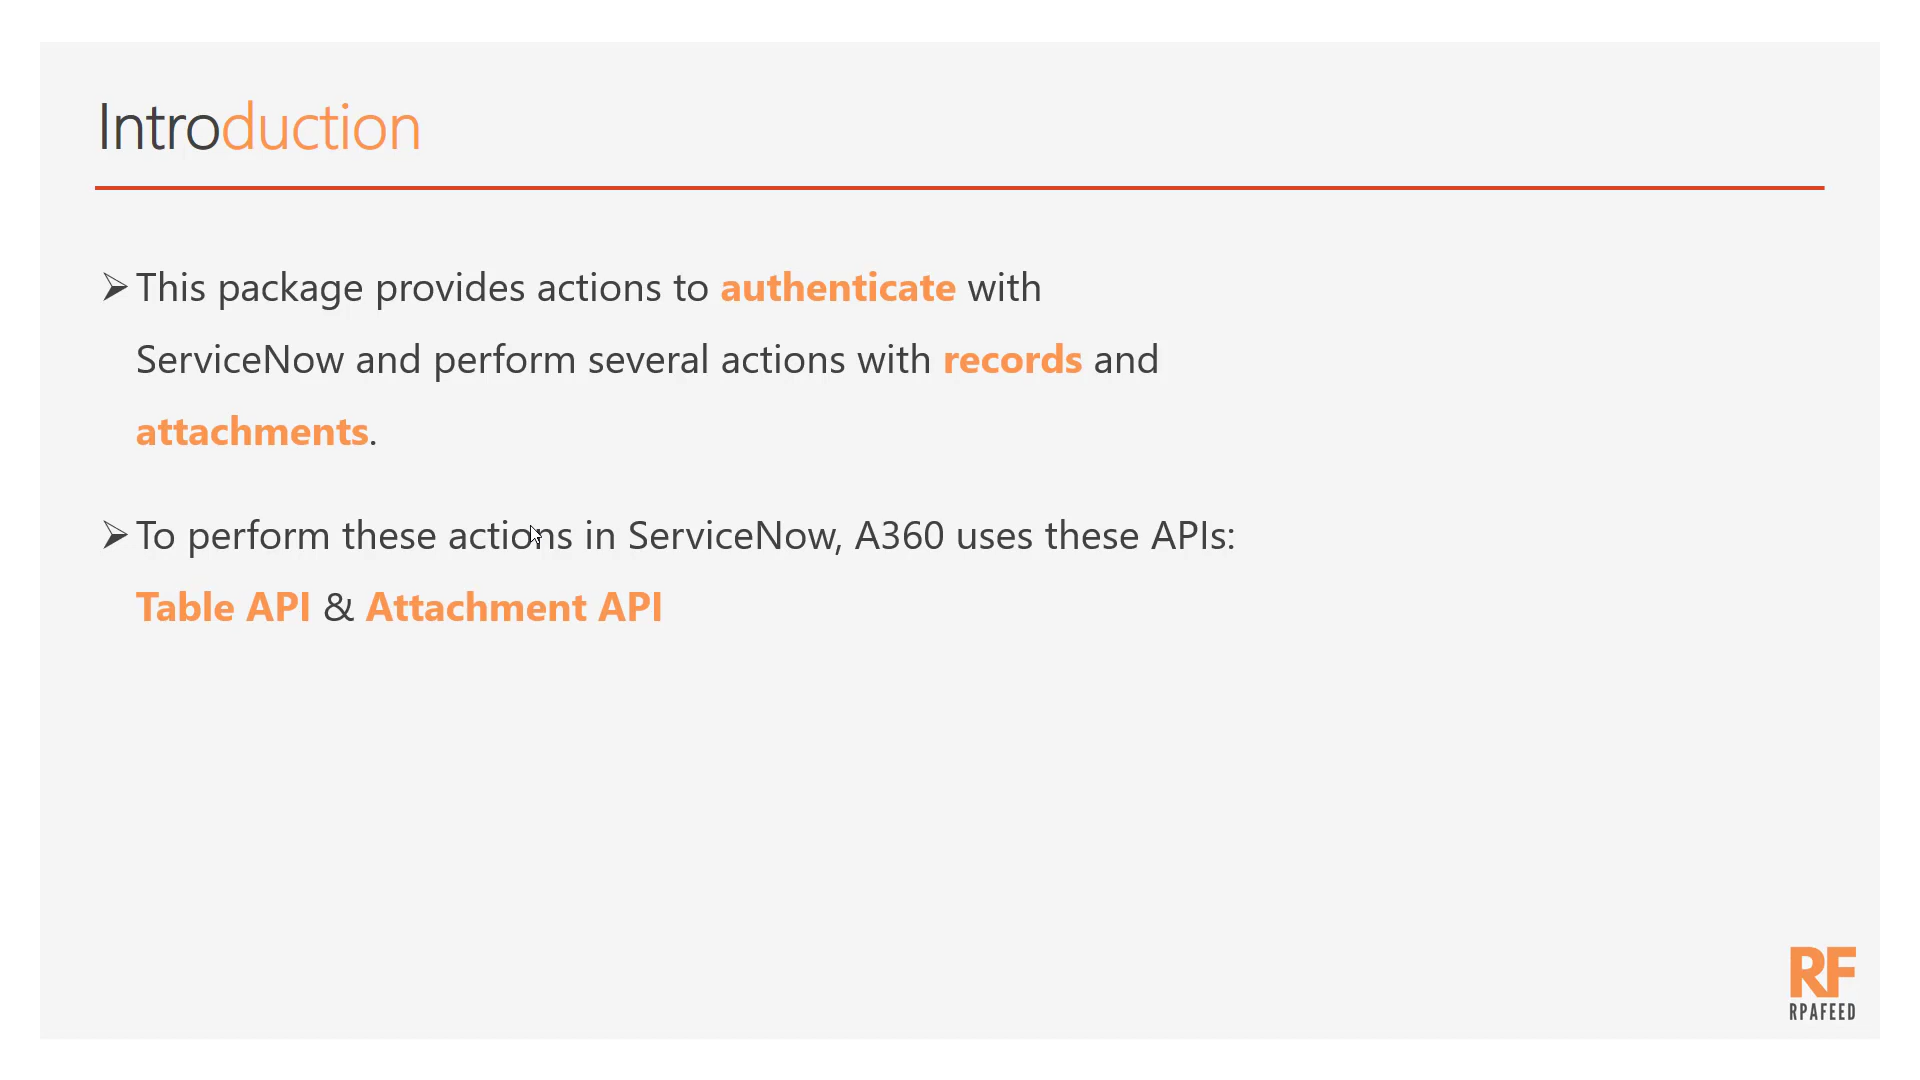 Introduction
This package provides actions to authenticate with
ServiceNow and perform several actions with records and
attachments.
To perform these actions in ServiceNow, A360 uses these APIs:
Table API & Attachment API
RF
RPAFEED